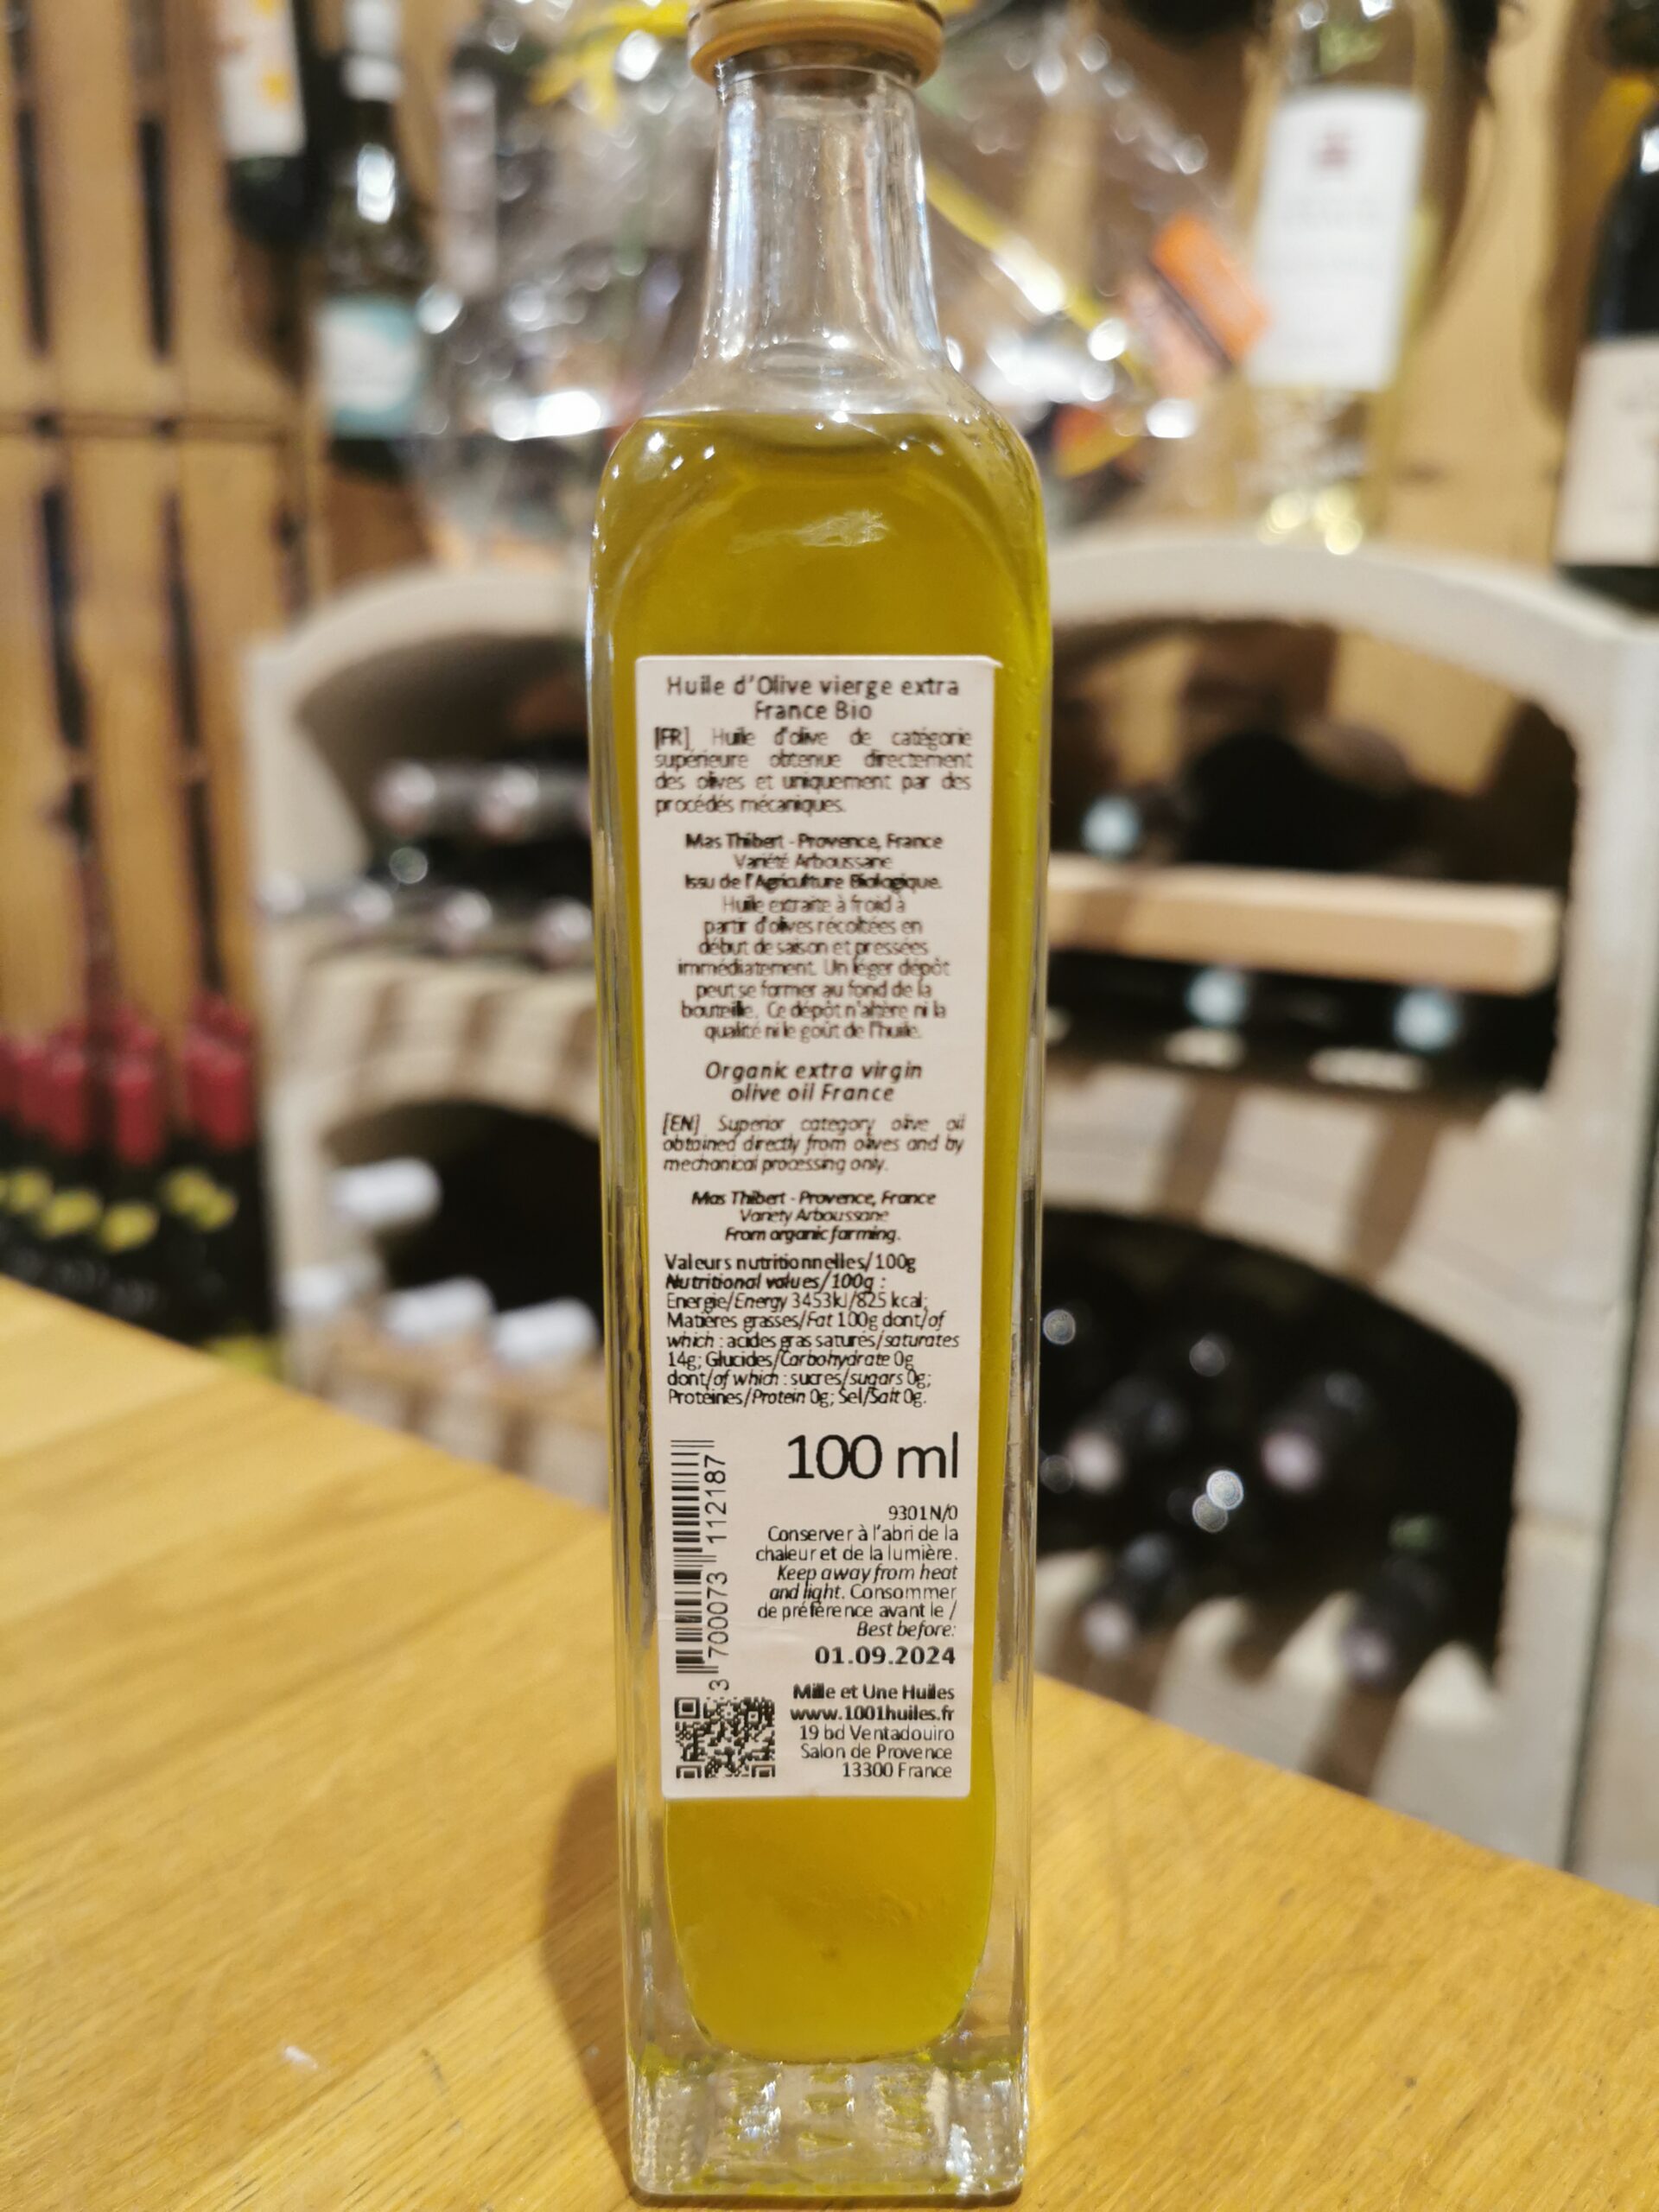 Huile d'Olive vierge extra
France Bio
[FR] Huile d'olive de catégorie
supérieure obtenue directement
des olives et uniquement par des
procédés mécaniques.
Mas Thibert - Provence, France
Variété Arboussane
Issu de l'Agriculture Biologique.
Huile extraite à froid à
partir d'olives récoltées en
début de saison et pressées
immédiatement. Un léger dépôt
peut se former au fond de la
bouteille. Ce dépôt n'altère ni la
qualité ni le goût de l'huile.
Organic extra virgin
olive oil France
[EN] Superior category olive oil
obtained directly from olives and by
mechanical processing only.
Mas Thibert - Provence, France
Variety Arboussane
From organic farming.
Valeurs nutritionnelles/100g
Nutritional values/100g :
Energie/Energy 3453kJ/825 kcal;
Matières grasses/Fat 100g dont/of
which : acides gras saturés/saturates
14g; Glucides/Carbohydrate 0g
dont/of which : sucres/sugars 0g;
Protéines/Protein 0g; Sel/Salt 0g.
100 ml
3 700073 112187
9301N/0
Conserver à l'abri de la
chaleur et de la lumière.
Keep away from heat
and light. Consommer
de préférence avant le /
Best before:
01.09.2024
Mille et Une Huiles
www.1001huiles.fr
19 bd Ventadouiro
Salon de Provence
13300 France